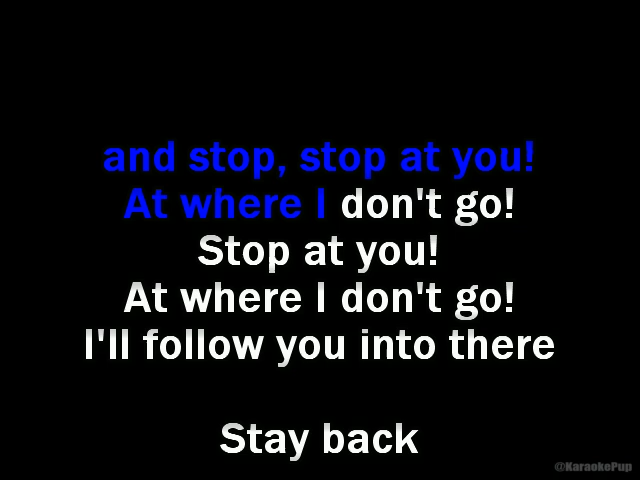 and stop, stop at you!
At where I don't go!
Stop at you!
At where I don't go!
I'll follow you into there
Stay back
@KaraokePup